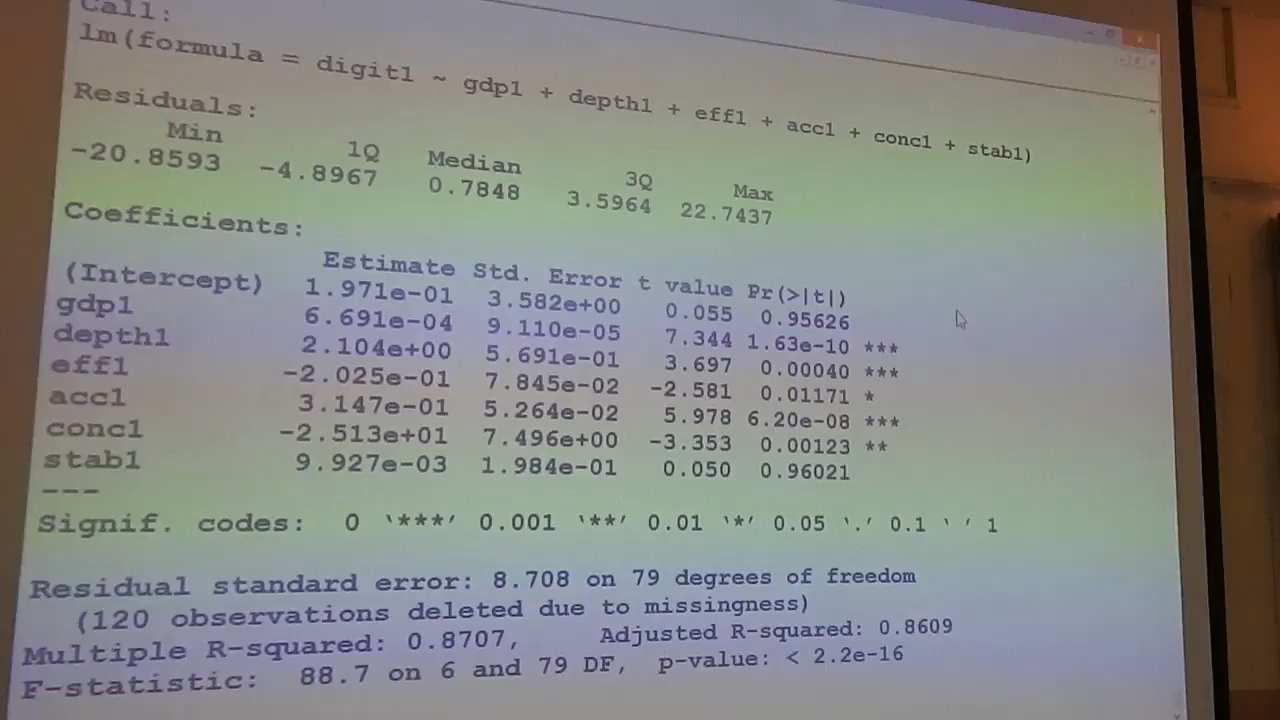 Call:
lm(formula = digit1 ~ gdp1 + depth1 + eff1 + acc1 + conc1 + stab1)
Residuals:
Min 1Q Median 3Q Max
-20.8593 -4.8967 0.7848 3.5964 22.7437
Coefficients:
Estimate Std. Error t value Pr(>|t|)
(Intercept) 1.971e-01 3.582e+00 0.055 0.95626
gdp1 6.691e-04 9.110e-05 7.344 1.63e-10 ***
depth1 2.104e+00 5.691e-01 3.697 0.00040 ***
eff1 -2.025e-01 7.845e-02 -2.581 0.01171 *
acc1 3.147e-01 5.264e-02 5.978 6.20e-08 ***
conc1 -2.513e+01 7.496e+00 -3.353 0.00123 **
stab1 9.927e-03 1.984e-01 0.050 0.96021
---
Signif. codes: 0 '***' 0.001 '**' 0.01 '*' 0.05 '.' 0.1 ' ' 1
Residual standard error: 8.708 on 79 degrees of freedom
(120 observations deleted due to missingness)
Multiple R-squared: 0.8707, Adjusted R-squared: 0.8609
F-statistic: 88.7 on 6 and 79 DF, p-value: < 2.2e-16